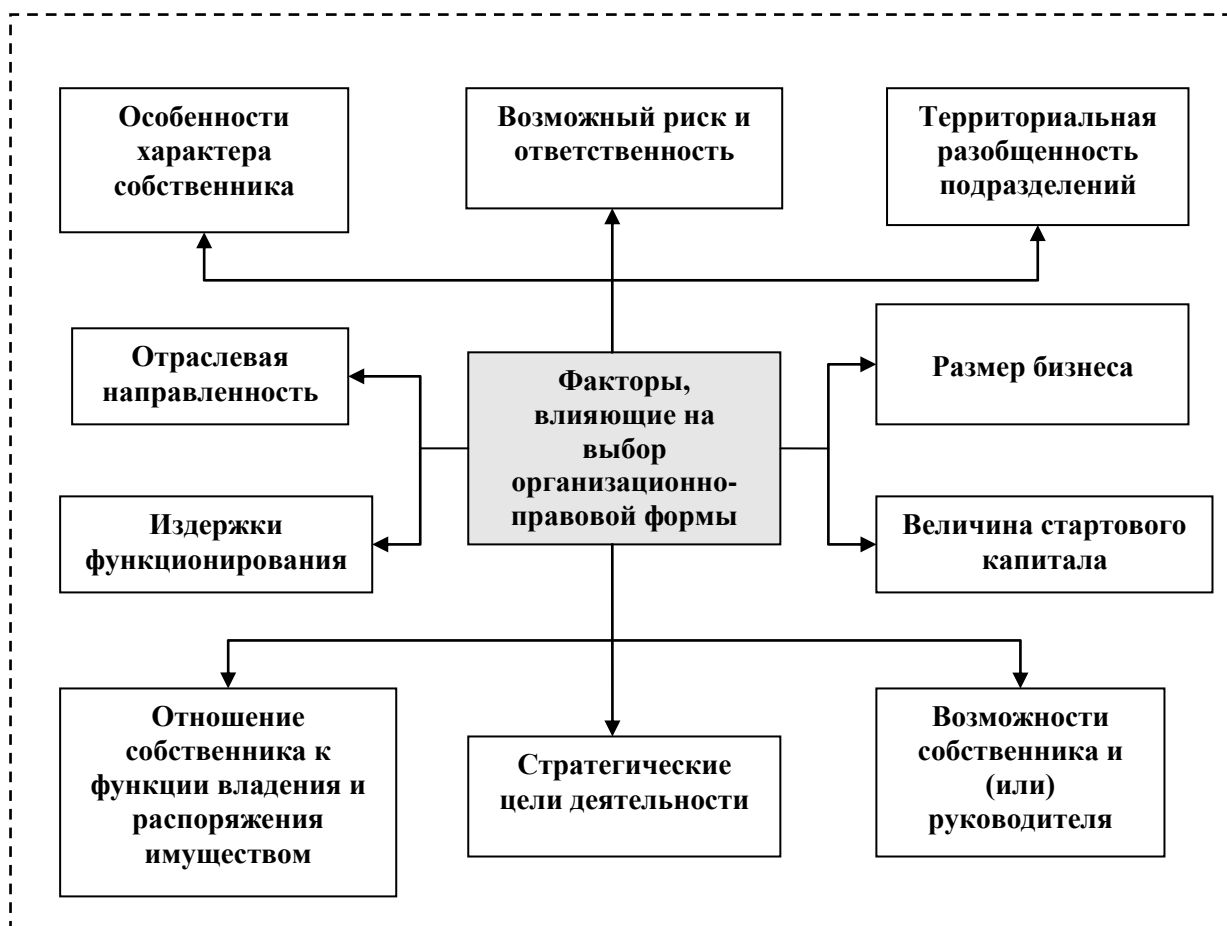 Особенности
характера
собственника
Возможный риск и
ответственность
Территориальная
разобщенность
подразделений
Отраслевая
направленность
Факторы,
влияющие на
выбор
организационно-
правовой формы
Размер бизнеса
Издержки
функционирования
Величина стартового
капитала
Отношение
собственника к
функции владения и
распоряжения
имуществом
Стратегические
цели деятельности
Возможности
собственника и
(или)
руководителя